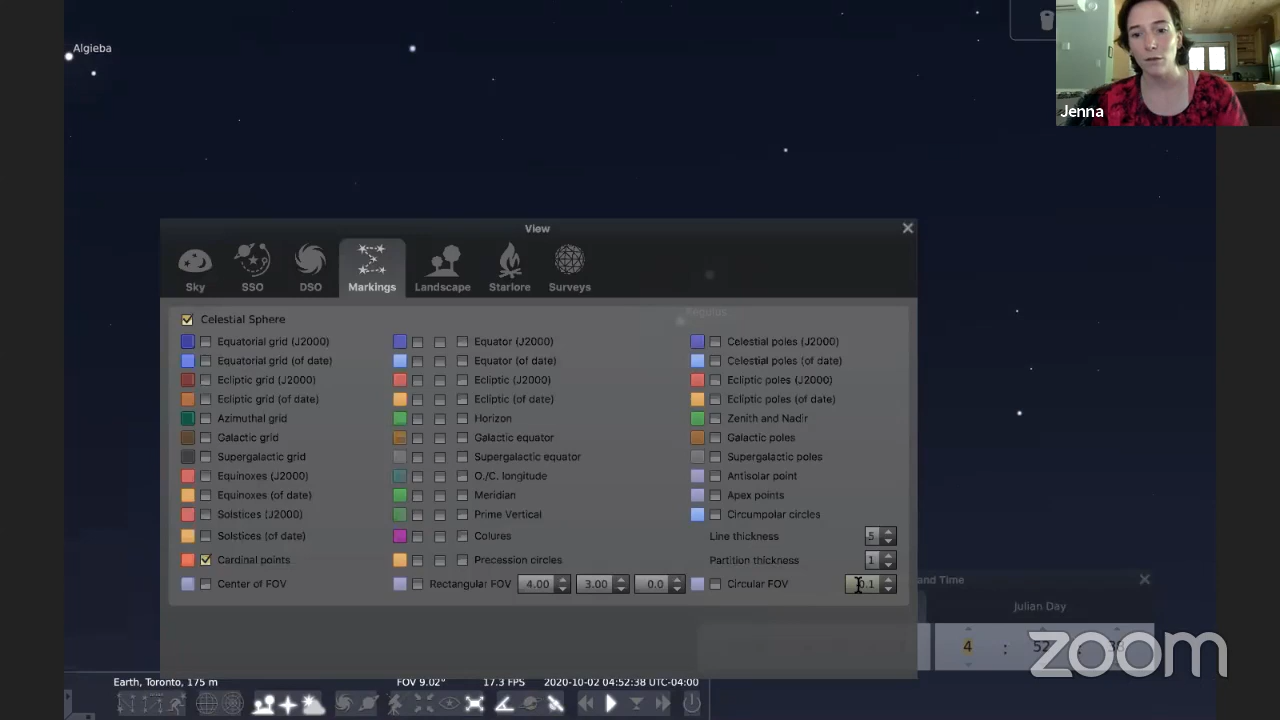 Algieba
Jenna
View
Sky SSO DSO Markings Landscape Starlore Surveys
Celestial Sphere
Regulus
Equatorial grid (J2000) Equator (J2000) Celestial poles (J2000)
Equatorial grid (of date) Equator (of date) Celestial poles (of date)
Ecliptic grid (J2000) Ecliptic (J2000) Ecliptic poles (J2000)
Ecliptic grid (of date) Ecliptic (of date) Ecliptic poles (of date)
Azimuthal grid Horizon Zenith and Nadir
Galactic grid Galactic equator Galactic poles
Supergalactic grid Supergalactic equator Supergalactic poles
Equinoxes (J2000) O./C. longitude Antisolar point
Equinoxes (of date) Meridian Apex points
Solstices (J2000) Prime Vertical Circumpolar circles
Solstices (of date) Colures Line thickness 5
Cardinal points Precession circles Partition thickness 1
Center of FOV Rectangular FOV 4.00 3.00 0.0 Circular FOV 0.1
and Time
Julian Day
4 : 52 : 38
zoom
Earth, Toronto, 175 m FOV 9.02° 17.3 FPS 2020-10-02 04:52:38 UTC-04:00